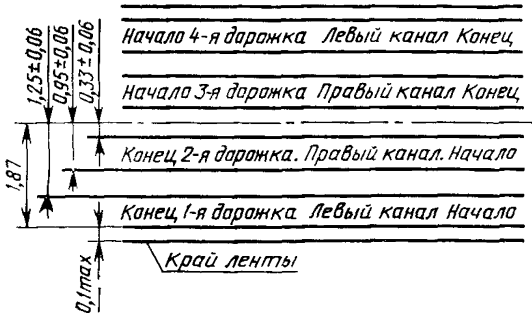 1,25±0,06
0,95±0,06
0,33±0,06
Начало 4-я дорожка Левый канал Конец
Начало 3-я дорожка Правый канал Конец
Конец 2-я дорожка. Правый канал. Начало
1,87
Конец 1-я дорожка Левый канал Начало
0,1max
Край ленты